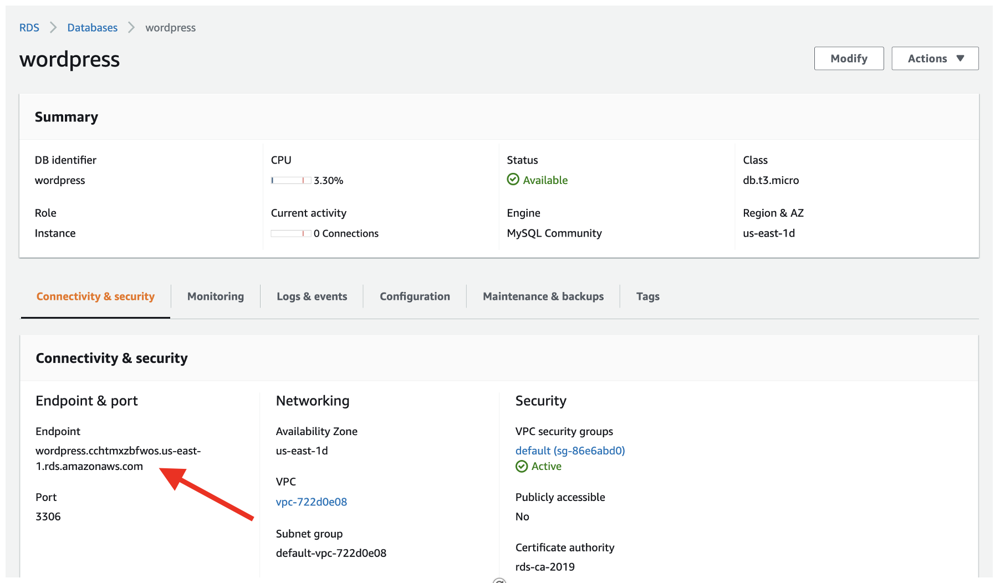 RDS > Databases > wordpress
wordpress
Modify
Actions
Summary
DB identifier
wordpress
CPU
3.30%
Status
Available
Class
db.t3.micro
Role
Instance
Current activity
0 Connections
Engine
MySQL Community
Region & AZ
us-east-1d
Connectivity & security
Monitoring
Logs & events
Configuration
Maintenance & backups
Tags
Connectivity & security
Endpoint & port
Endpoint
wordpress.cchtmxzbfwos.us-east-
1.rds.amazonaws.com
Port
3306
Networking
Availability Zone
us-east-1d
VPC
vpc-722d0e08
Subnet group
default-vpc-722d0e08
Security
VPC security groups
default (sg-86e6abd0)
Active
Publicly accessible
No
Certificate authority
rds-ca-2019